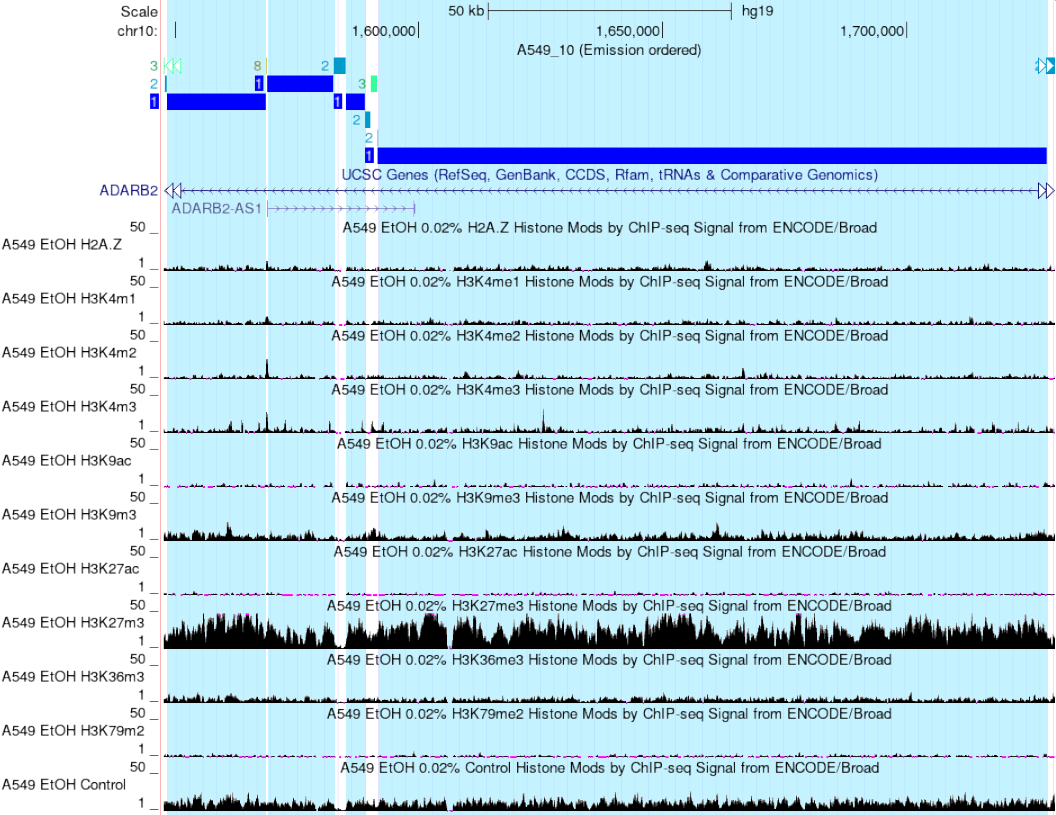 Scale 50 kb hg19
chr10: 1,600,000 1,650,000 1,700,000
A549_10 (Emission ordered)
3 8 2
2 1 3
1 1
2
2
1
UCSC Genes (RefSeq, GenBank, CCDS, Rfam, tRNAs & Comparative Genomics)
ADARB2
ADARB2-AS1
50 A549 EtOH 0.02% H2A.Z Histone Mods by ChIP-seq Signal from ENCODE/Broad
A549 EtOH H2A.Z
1
50 A549 EtOH 0.02% H3K4me1 Histone Mods by ChIP-seq Signal from ENCODE/Broad
A549 EtOH H3K4m1
1
50 A549 EtOH 0.02% H3K4me2 Histone Mods by ChIP-seq Signal from ENCODE/Broad
A549 EtOH H3K4m2
1
50 A549 EtOH 0.02% H3K4me3 Histone Mods by ChIP-seq Signal from ENCODE/Broad
A549 EtOH H3K4m3
1
50 A549 EtOH 0.02% H3K9ac Histone Mods by ChIP-seq Signal from ENCODE/Broad
A549 EtOH H3K9ac
1
50 A549 EtOH 0.02% H3K9me3 Histone Mods by ChIP-seq Signal from ENCODE/Broad
A549 EtOH H3K9m3
1
50 A549 EtOH 0.02% H3K27ac Histone Mods by ChIP-seq Signal from ENCODE/Broad
A549 EtOH H3K27ac
1
50 A549 EtOH 0.02% H3K27me3 Histone Mods by ChIP-seq Signal from ENCODE/Broad
A549 EtOH H3K27m3
1
50 A549 EtOH 0.02% H3K36me3 Histone Mods by ChIP-seq Signal from ENCODE/Broad
A549 EtOH H3K36m3
1
50 A549 EtOH 0.02% H3K79me2 Histone Mods by ChIP-seq Signal from ENCODE/Broad
A549 EtOH H3K79m2
1
50 A549 EtOH 0.02% Control Histone Mods by ChIP-seq Signal from ENCODE/Broad
A549 EtOH Control
1